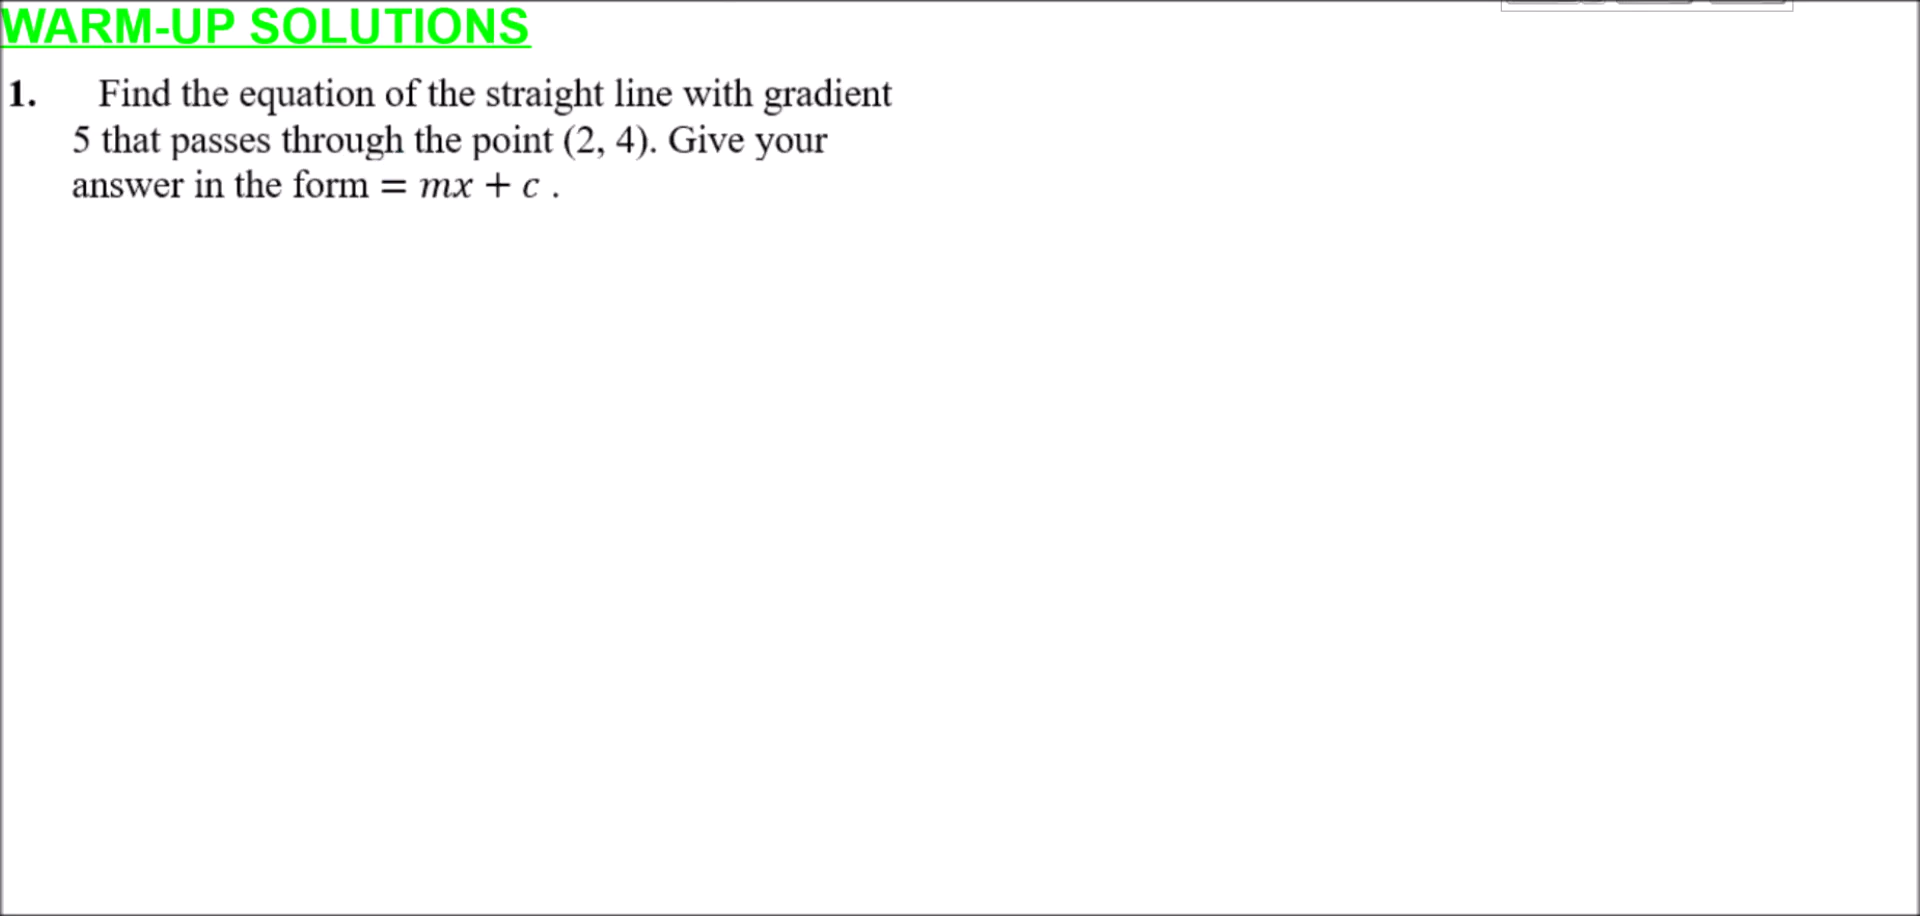 WARM-UP SOLUTIONS
1. Find the equation of the straight line with gradient
5 that passes through the point (2, 4). Give your
answer in the form = mx + c .